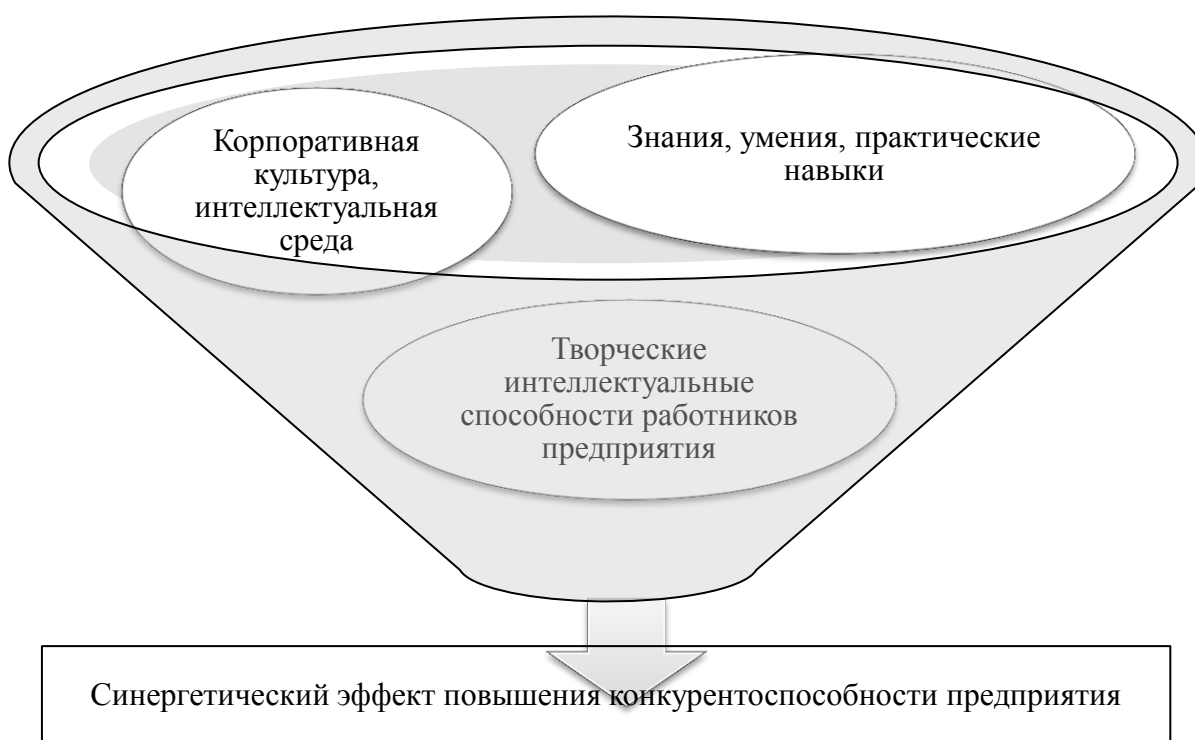 Корпоративная
культура,
интеллектуальная
среда
Знания, умения, практические
навыки
Творческие
интеллектуальные
способности работников
предприятия
Синергетический эффект повышения конкурентоспособности предприятия